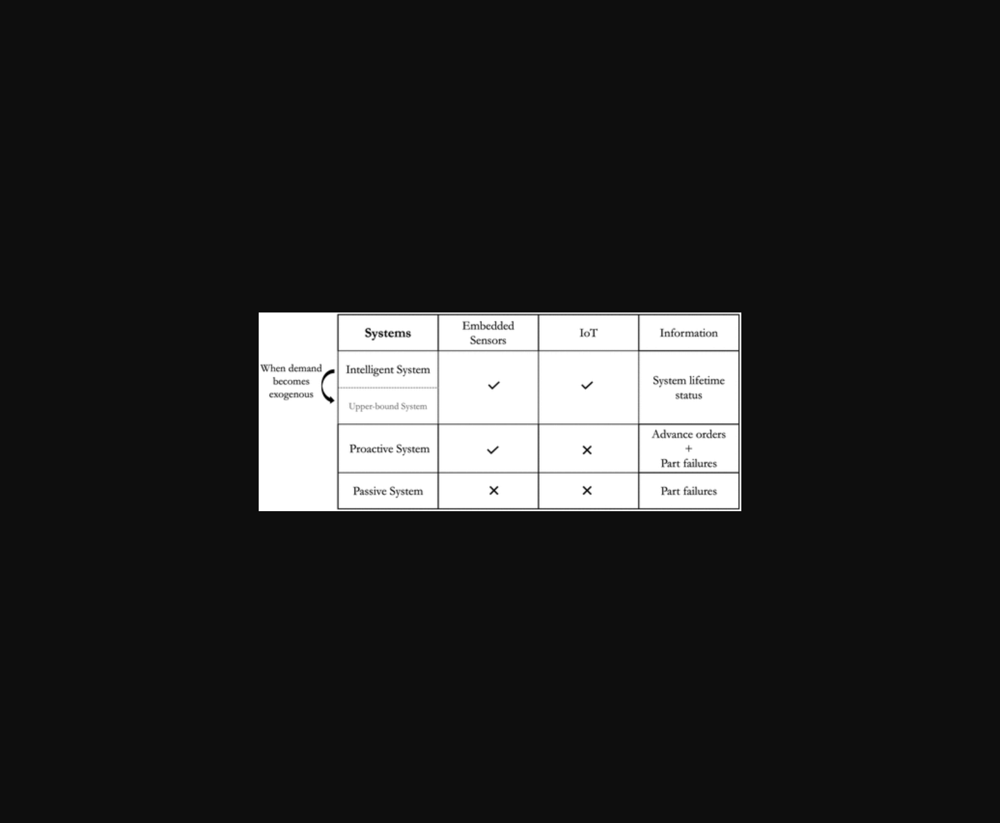 Systems
Embedded
Sensors
IoT
Information
When demand
becomes
exogenous
Intelligent System
Upper-bound System
✓
✓
System lifetime
status
Proactive System
✓
✕
Advance orders
+
Part failures
Passive System
✕
✕
Part failures